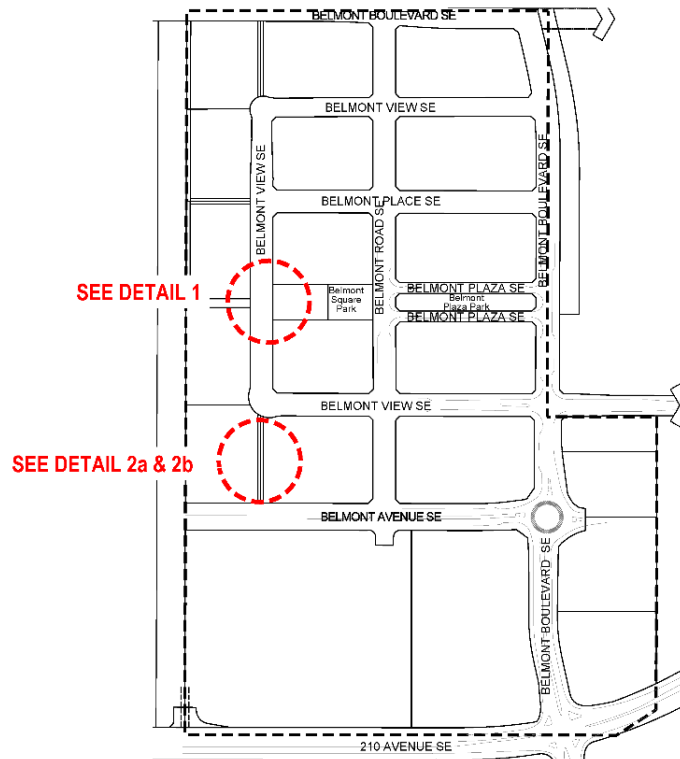 BELMONT BOULEVARD SE
BELMONT VIEW SE
BELMONT VIEW SE
BELMONT BOULEVARD SE
BELMONT PLACE SE
BELMONT ROAD SE
SEE DETAIL 1
BELMONT PLAZA SE
Belmont
Square
Park
Belmont
Plaza Park
BELMONT PLAZA SE
BELMONT VIEW SE
SEE DETAIL 2a & 2b
BELMONT AVENUE SE
BELMONT BOULEVARD SE
210 AVENUE SE